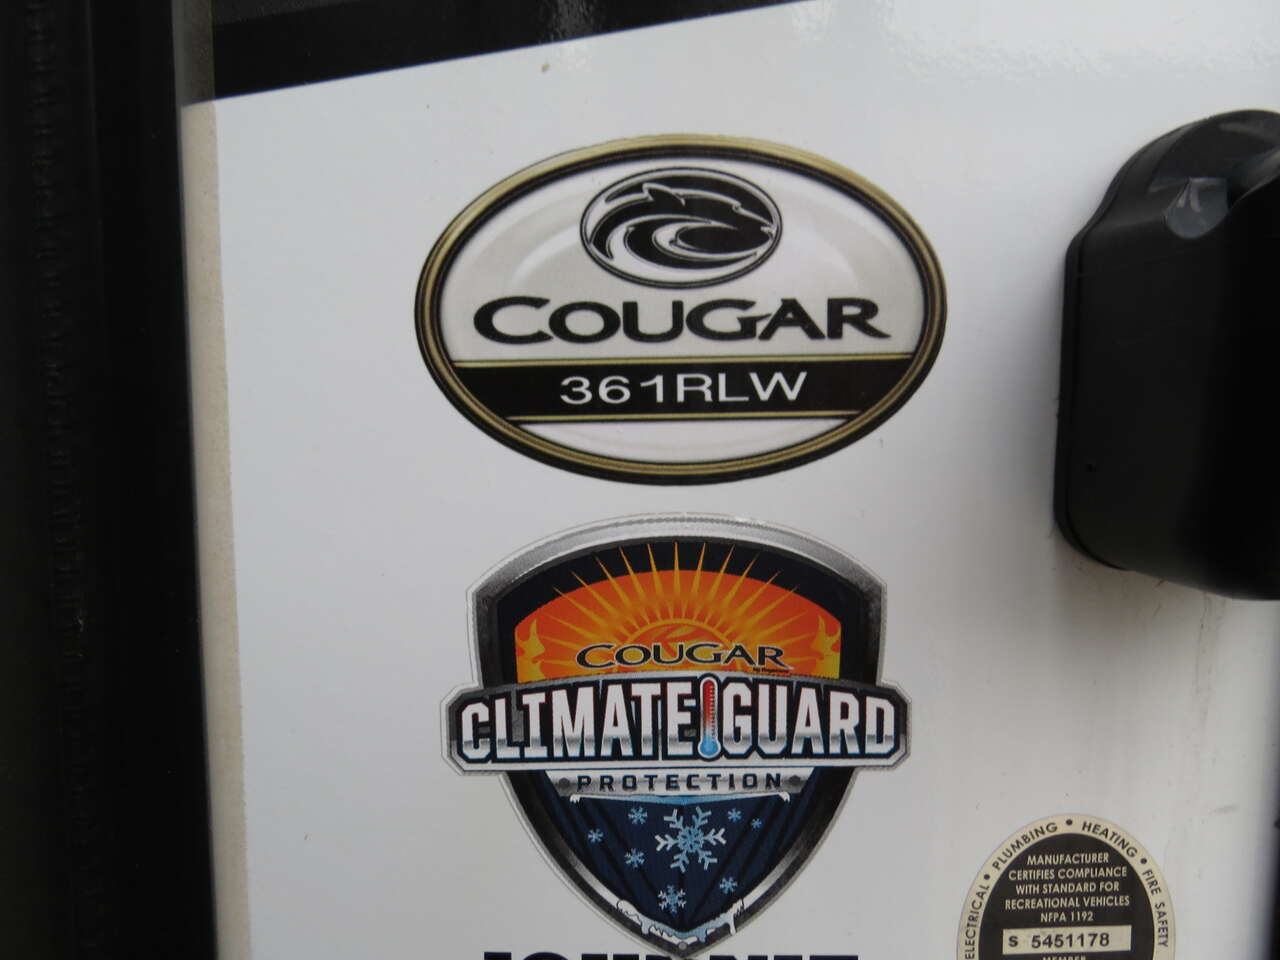 COUGAR
361RLW
COUGAR
CLIMATE GUARD
PROTECTION
ELECTRICAL • PLUMBING • HEATING • FIRE SAFETY
MANUFACTURER
CERTIFIES COMPLIANCE
WITH STANDARD FOR
RECREATIONAL VEHICLES
NFPA 1192
S 5451178
MEMBER